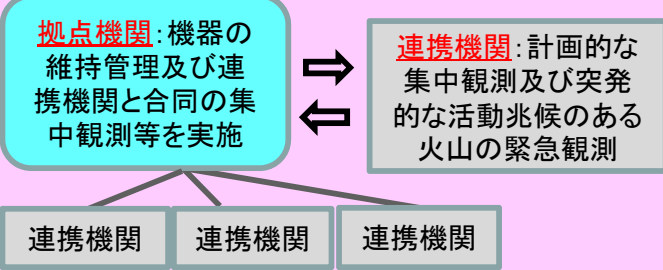 拠点機関:機器の
維持管理及び連
携機関と合同の集
中観測等を実施
連携機関:計画的な
集中観測及び突発
的な活動兆候のある
火山の緊急観測
連携機関
連携機関
連携機関